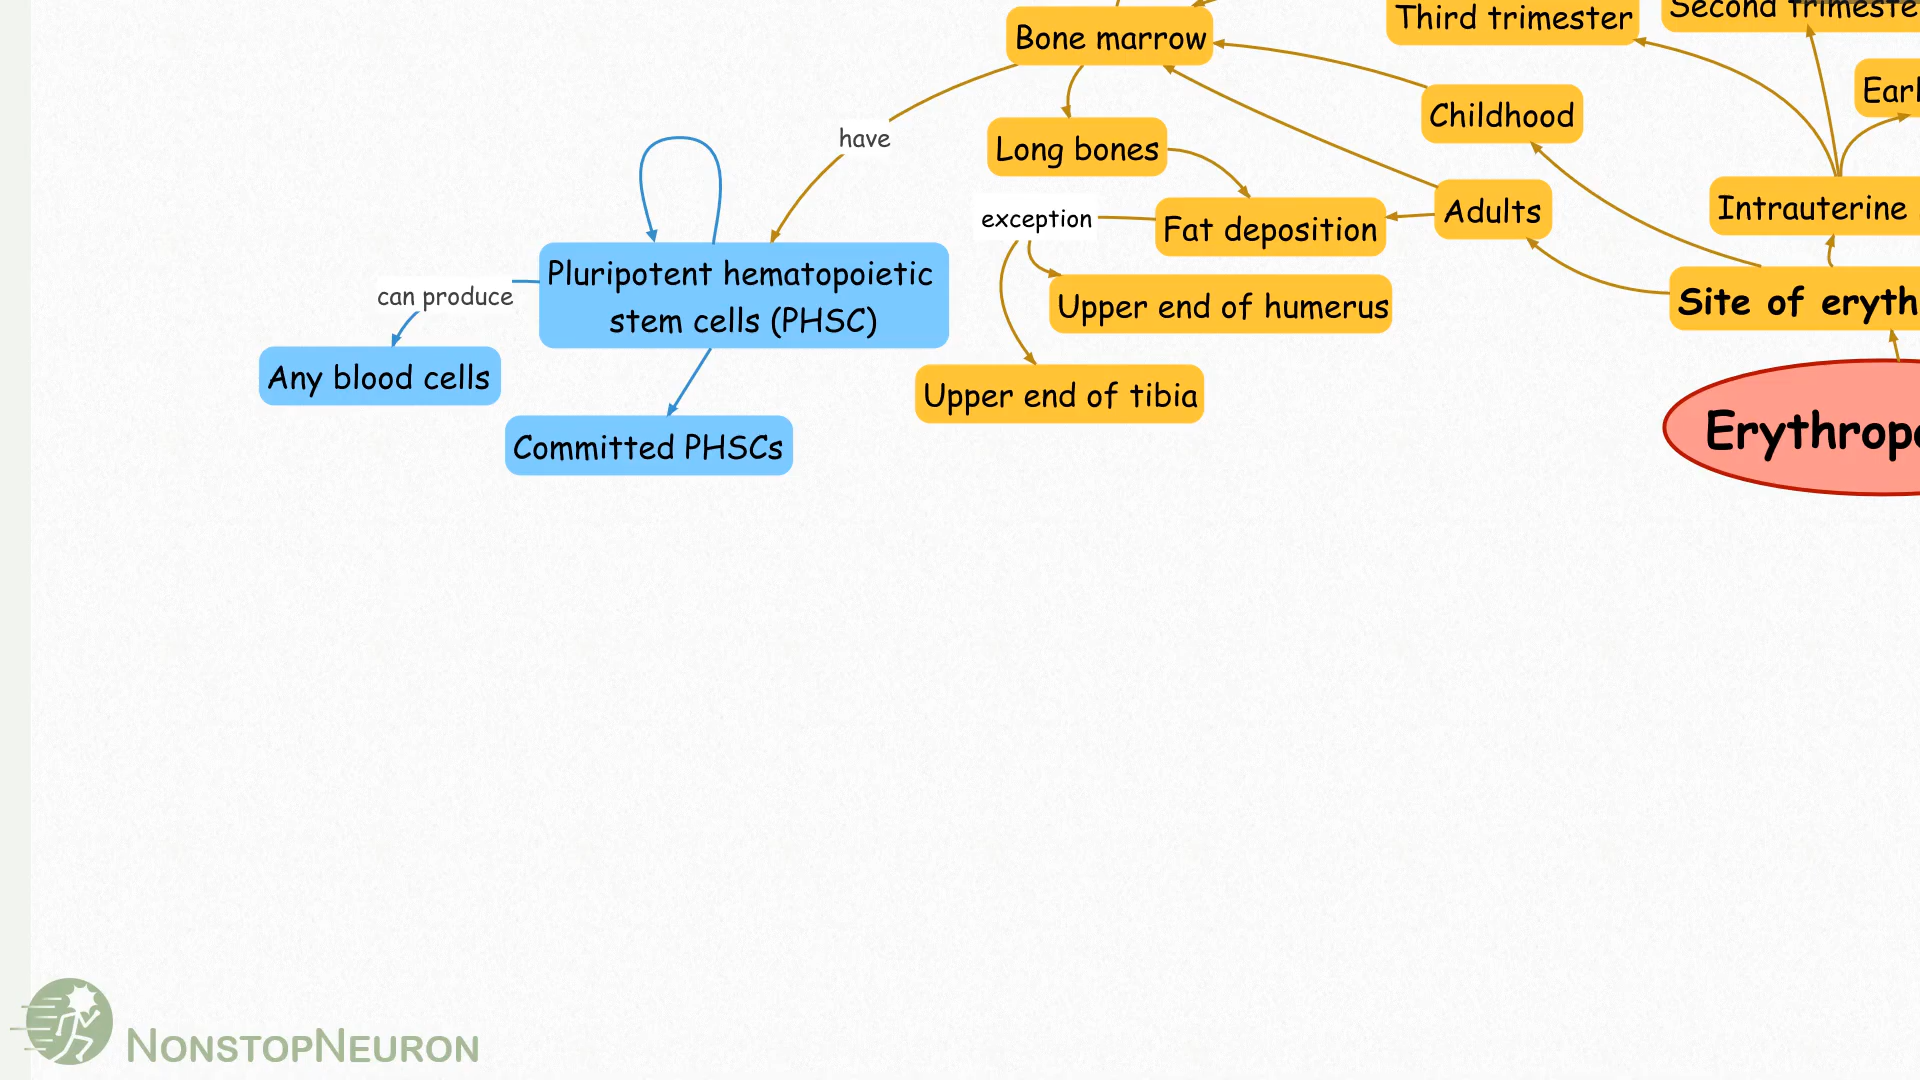 Third trimester
Second trimeste
Bone marrow
Earl
Childhood
have
Long bones
Intrauterine
Adults
exception
Fat deposition
Pluripotent hematopoietic
stem cells (PHSC)
can produce
Upper end of humerus
Site of eryth
Any blood cells
Upper end of tibia
Erythrop
Committed PHSCs
NONSTOPNEURON